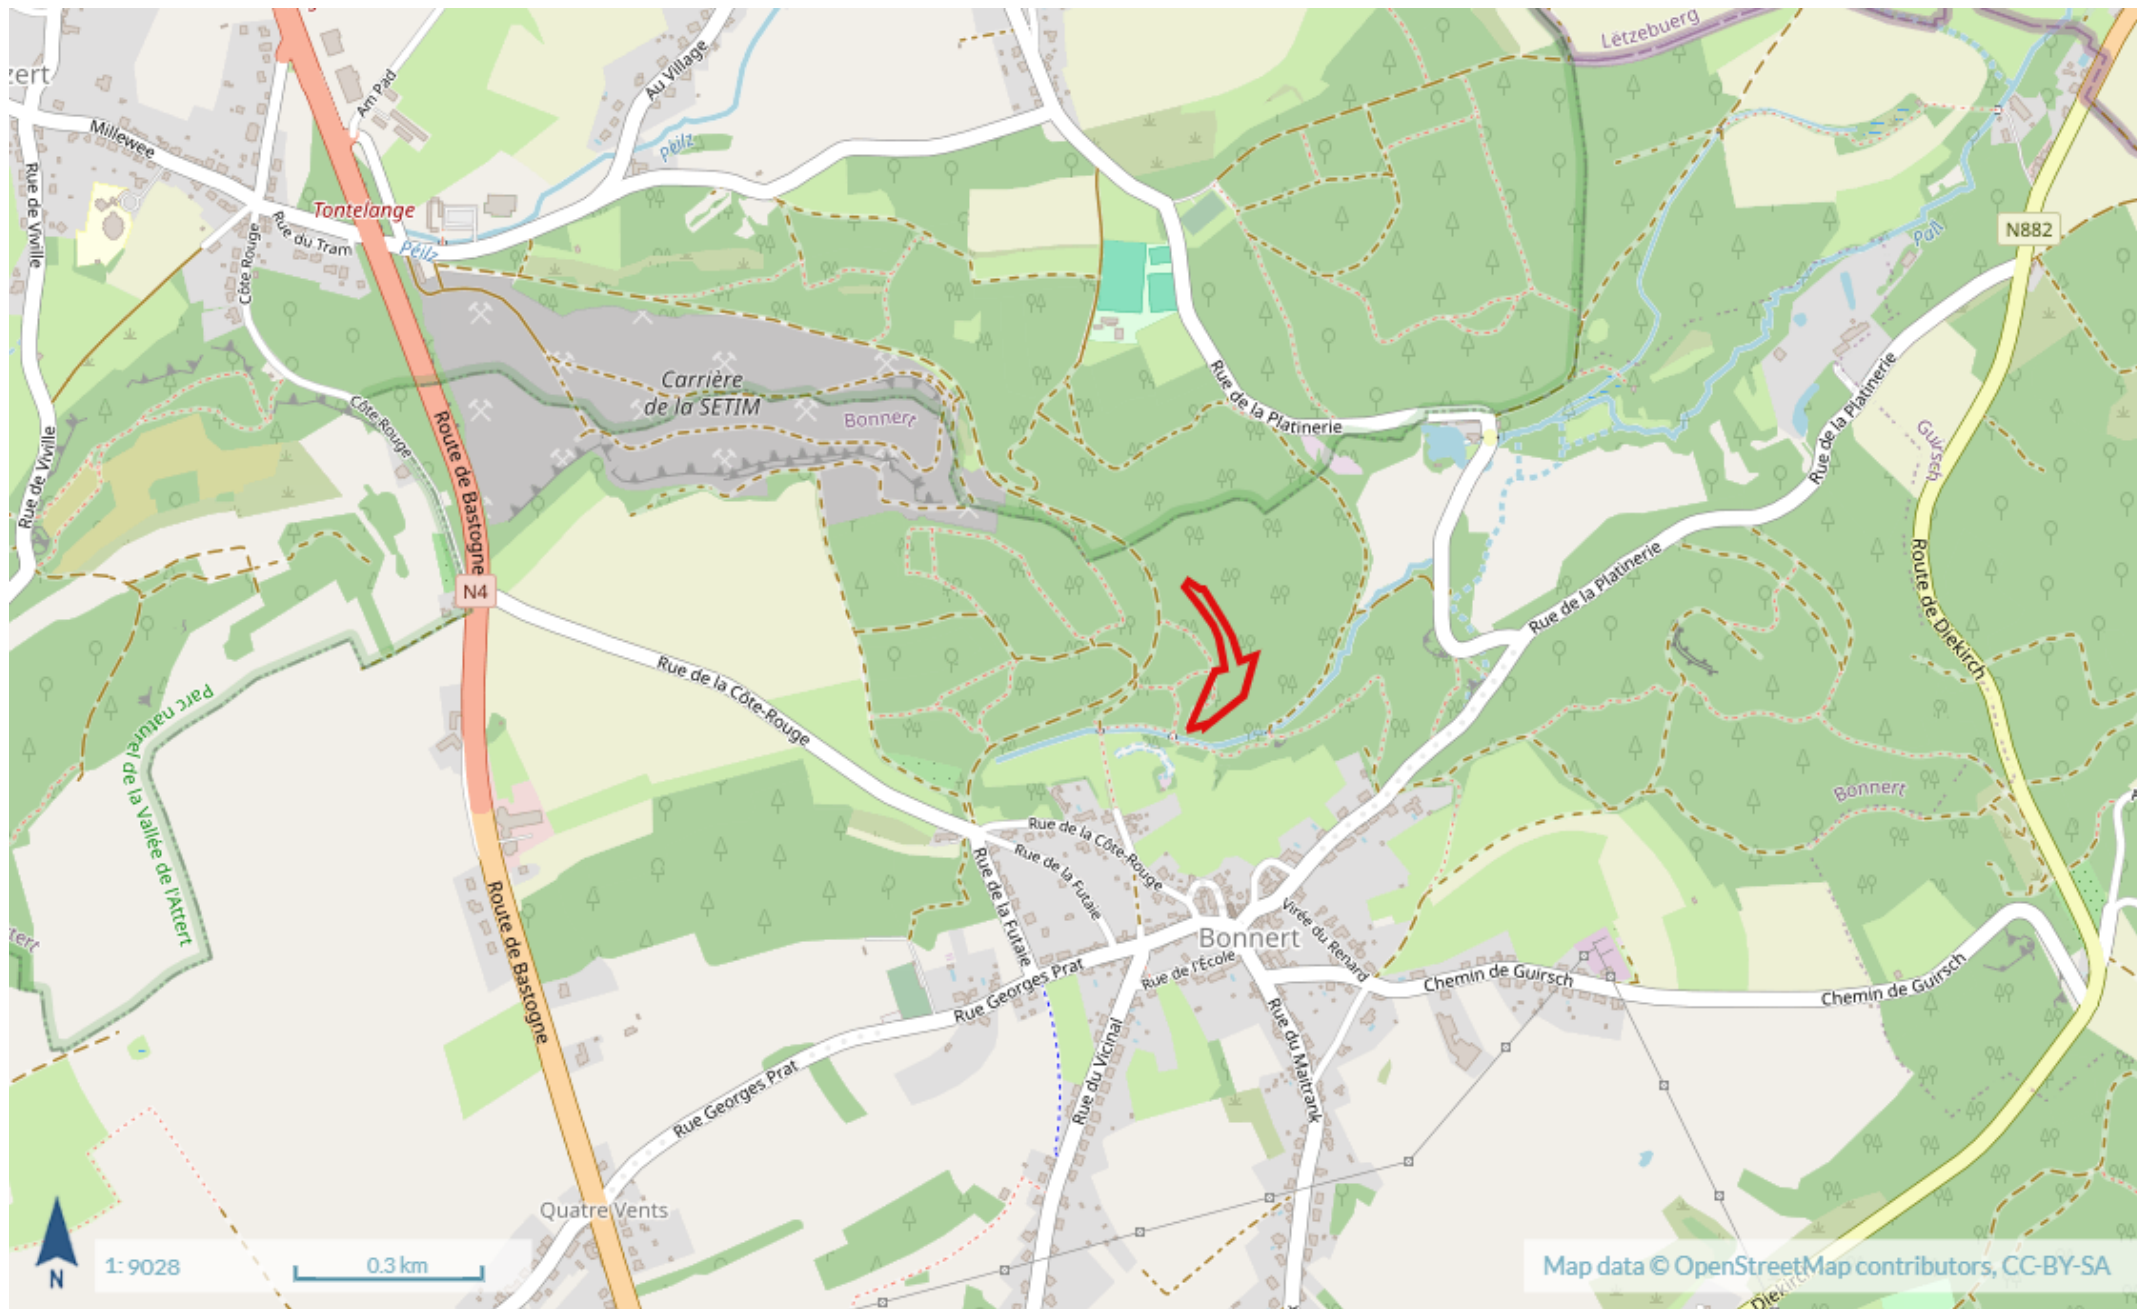 Lëtzebuerg
zert
Am Pad
Au Village
Millewee
Péilz
Rue de Viville
Tontelange
Rue du Tram
Péilz
Côte Rouge
Pall
N882
Carrière
de la SETIM
Bonnert
Côte-Rouge
Route de Bastogne
Rue de la Platinerie
Rue de la Platinerie
Guirsch
Rue de Viville
N4
Rue de la Platinerie
Route de Diekirch
Rue de la Côte-Rouge
Parc naturel de la Vallée de l'Attert
Bonnert
Rue de la Côte-Rouge
Rue de la Futaie
Rue de la Futaie
Virée du Renard
Bonnert
Route de Bastogne
Rue de l'École
Rue Georges Prat
Chemin de Guirsch
Chemin de Guirsch
Rue du Vicinal
Rue du Maitrank
Rue Georges Prat
Quatre Vents
N
1: 9028
0.3 km
Map data © OpenStreetMap contributors, CC-BY-SA